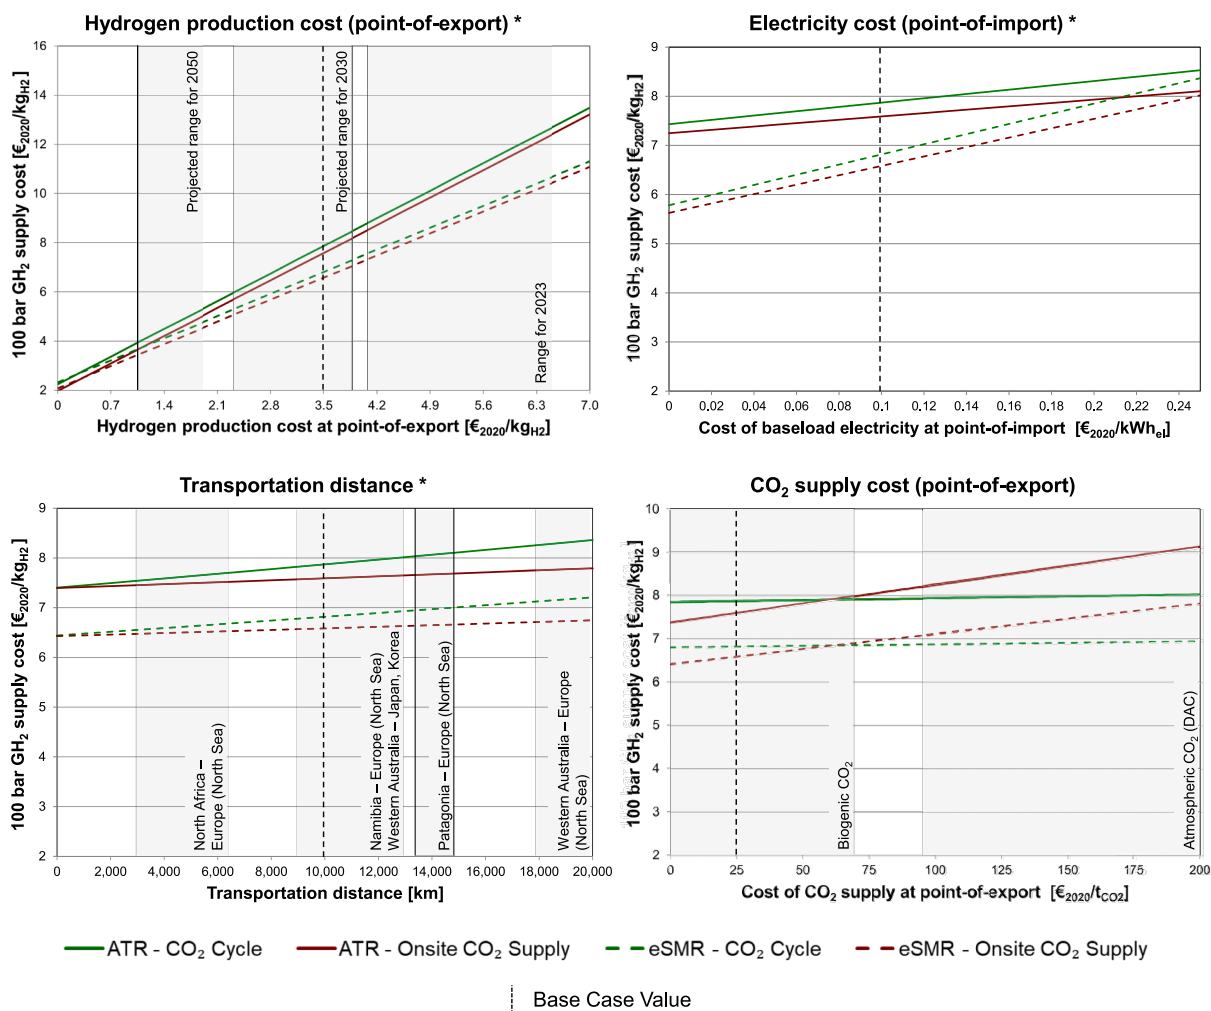 Hydrogen production cost (point-of-export) *
100 bar GH2 supply cost [€2020/kgH2]
16
14
12
10
8
6
4
2
Projected range for 2050
Projected range for 2030
Range for 2023
0 0.7 1.4 2.1 2.8 3.5 4.2 4.9 5.6 6.3 7.0
Hydrogen production cost at point-of-export [€2020/kgH2]
Electricity cost (point-of-import) *
100 bar GH2 supply cost [€2020/kgH2]
9
8
7
6
5
4
3
2
0 0.02 0.04 0.06 0.08 0.1 0.12 0.14 0.16 0.18 0.2 0.22 0.24
Cost of baseload electricity at point-of-import [€2020/kWhel]
Transportation distance *
100 bar GH2 supply cost [€2020/kgH2]
9
8
7
6
5
4
3
2
North Africa –
Europe (North Sea)
Namibia – Europe (North Sea)
Western Australia – Japan, Korea
Patagonia – Europe (North Sea)
Western Australia – Europe
(North Sea)
0 2,000 4,000 6,000 8,000 10,000 12,000 14,000 16,000 18,000 20,000
Transportation distance [km]
CO2 supply cost (point-of-export)
100 bar GH2 supply cost [€2020/kgH2]
10
9
8
7
6
5
4
3
2
Biogenic CO2
Atmospheric CO2 (DAC)
0 25 50 75 100 125 150 175 200
Cost of CO2 supply at point-of-export [€2020/tCO2]
ATR - CO2 Cycle
ATR - Onsite CO2 Supply
eSMR - CO2 Cycle
eSMR - Onsite CO2 Supply
Base Case Value